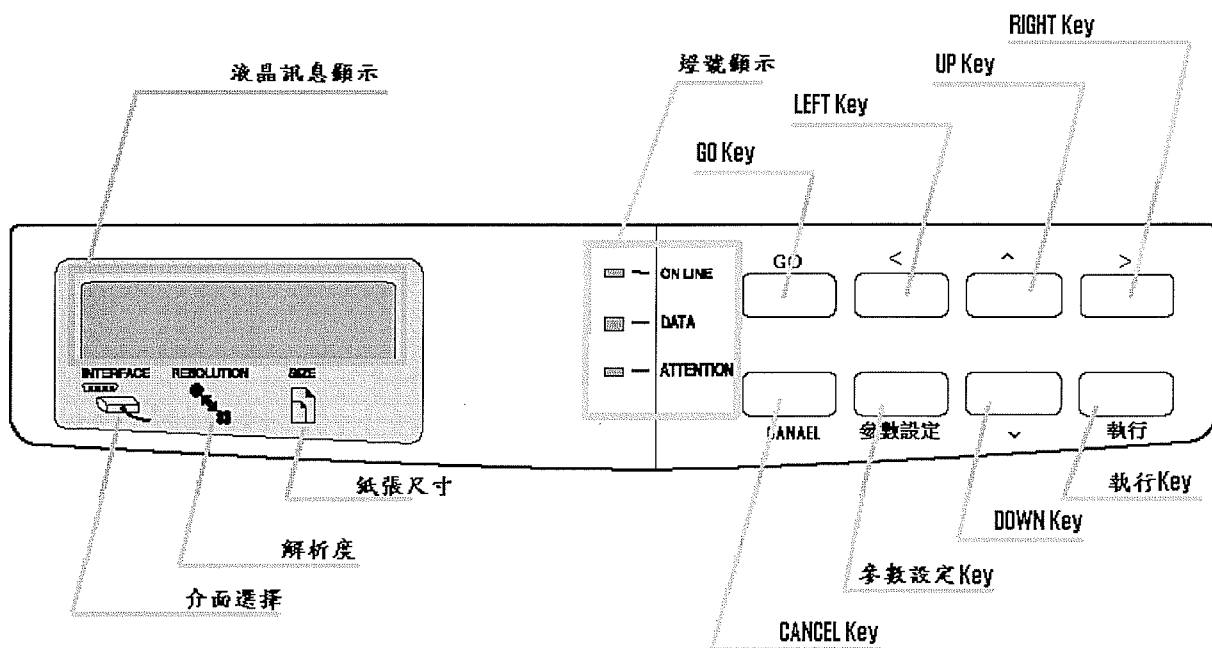 RIGHT Key
液晶訊息顯示
燈號顯示
UP Key
LEFT Key
GO Key
GO
<
^
>
ON LINE
DATA
ATTENTION
INTERFACE
RESOLUTION
SIZE
CANAEL
參數設定
⌄
執行
紙張尺寸
執行Key
解析度
DOWN Key
參數設定Key
介面選擇
CANCEL Key